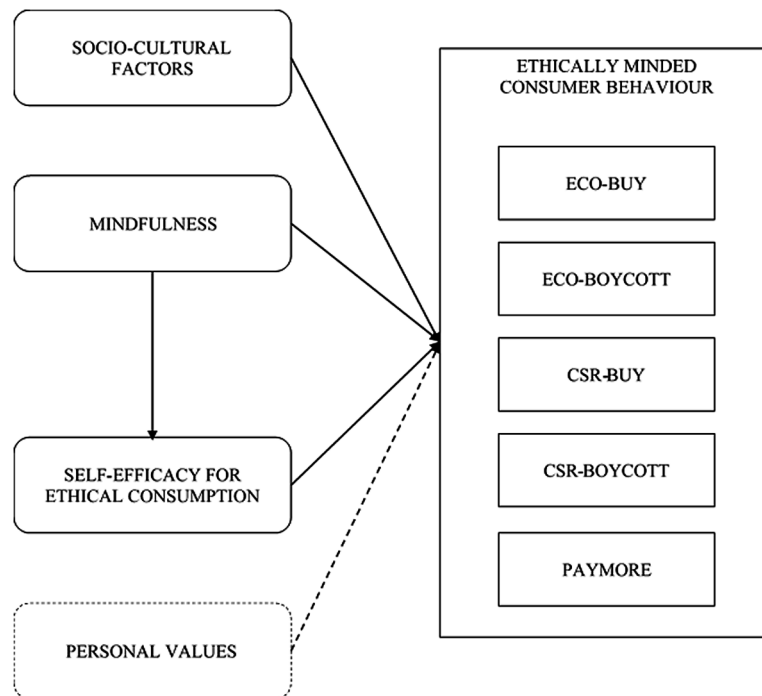 SOCIO-CULTURAL
FACTORS
MINDFULNESS
SELF-EFFICACY FOR
ETHICAL CONSUMPTION
PERSONAL VALUES
ETHICALLY MINDED
CONSUMER BEHAVIOUR
ECO-BUY
ECO-BOYCOTT
CSR-BUY
CSR-BOYCOTT
PAYMORE